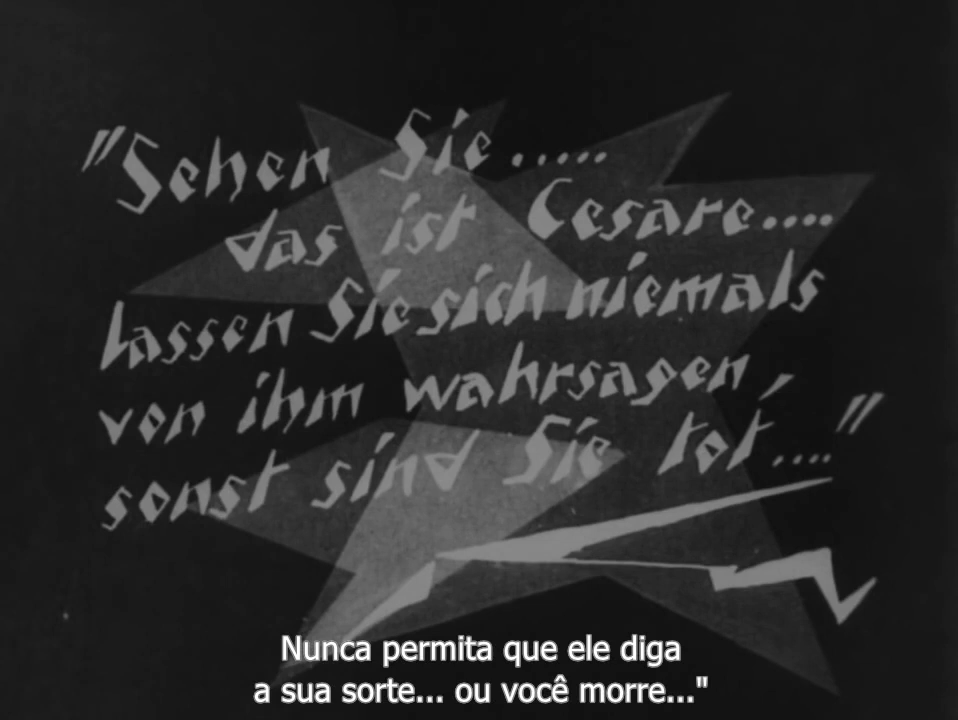 "Sehen Sie.....
das ist Cesare....
lassen Sie sich niemals
von ihm wahrsagen,
sonst sind Sie tot...."
Nunca permita que ele diga
a sua sorte... ou você morre..."